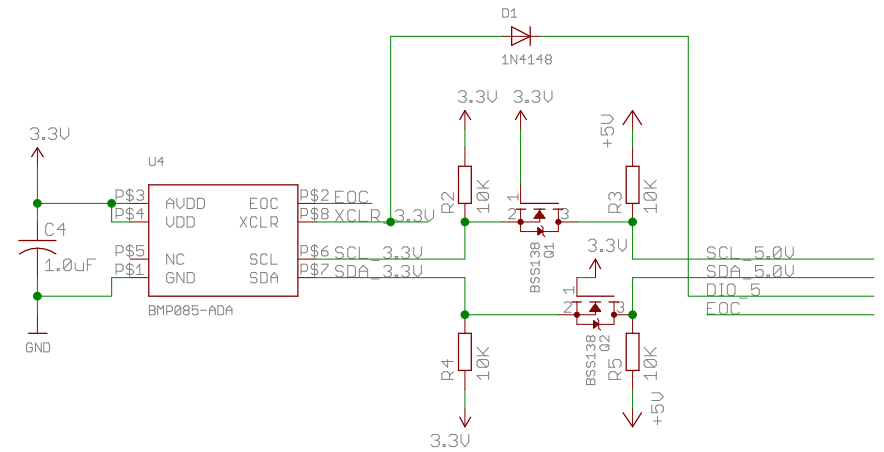 D1
1N4148
3.3V
3.3V
+5V
3.3V
U4
P$3
AVDD
EOC
P$2
EOC
P$4
VDD
XCLR
P$8
XCLR_3.3V
R2
10K
1
2
3
R3
10K
C4
1.0uF
P$5
NC
SCL
P$6
SCL_3.3V
P$1
GND
SDA
P$7
SDA_3.3V
BSS138
Q1
3.3V
SCL_5.0V
SDA_5.0V
DIO_5
EOC
1
2
3
BMP085-ADA
GND
R4
10K
BSS138
Q2
R5
10K
3.3V
+5V